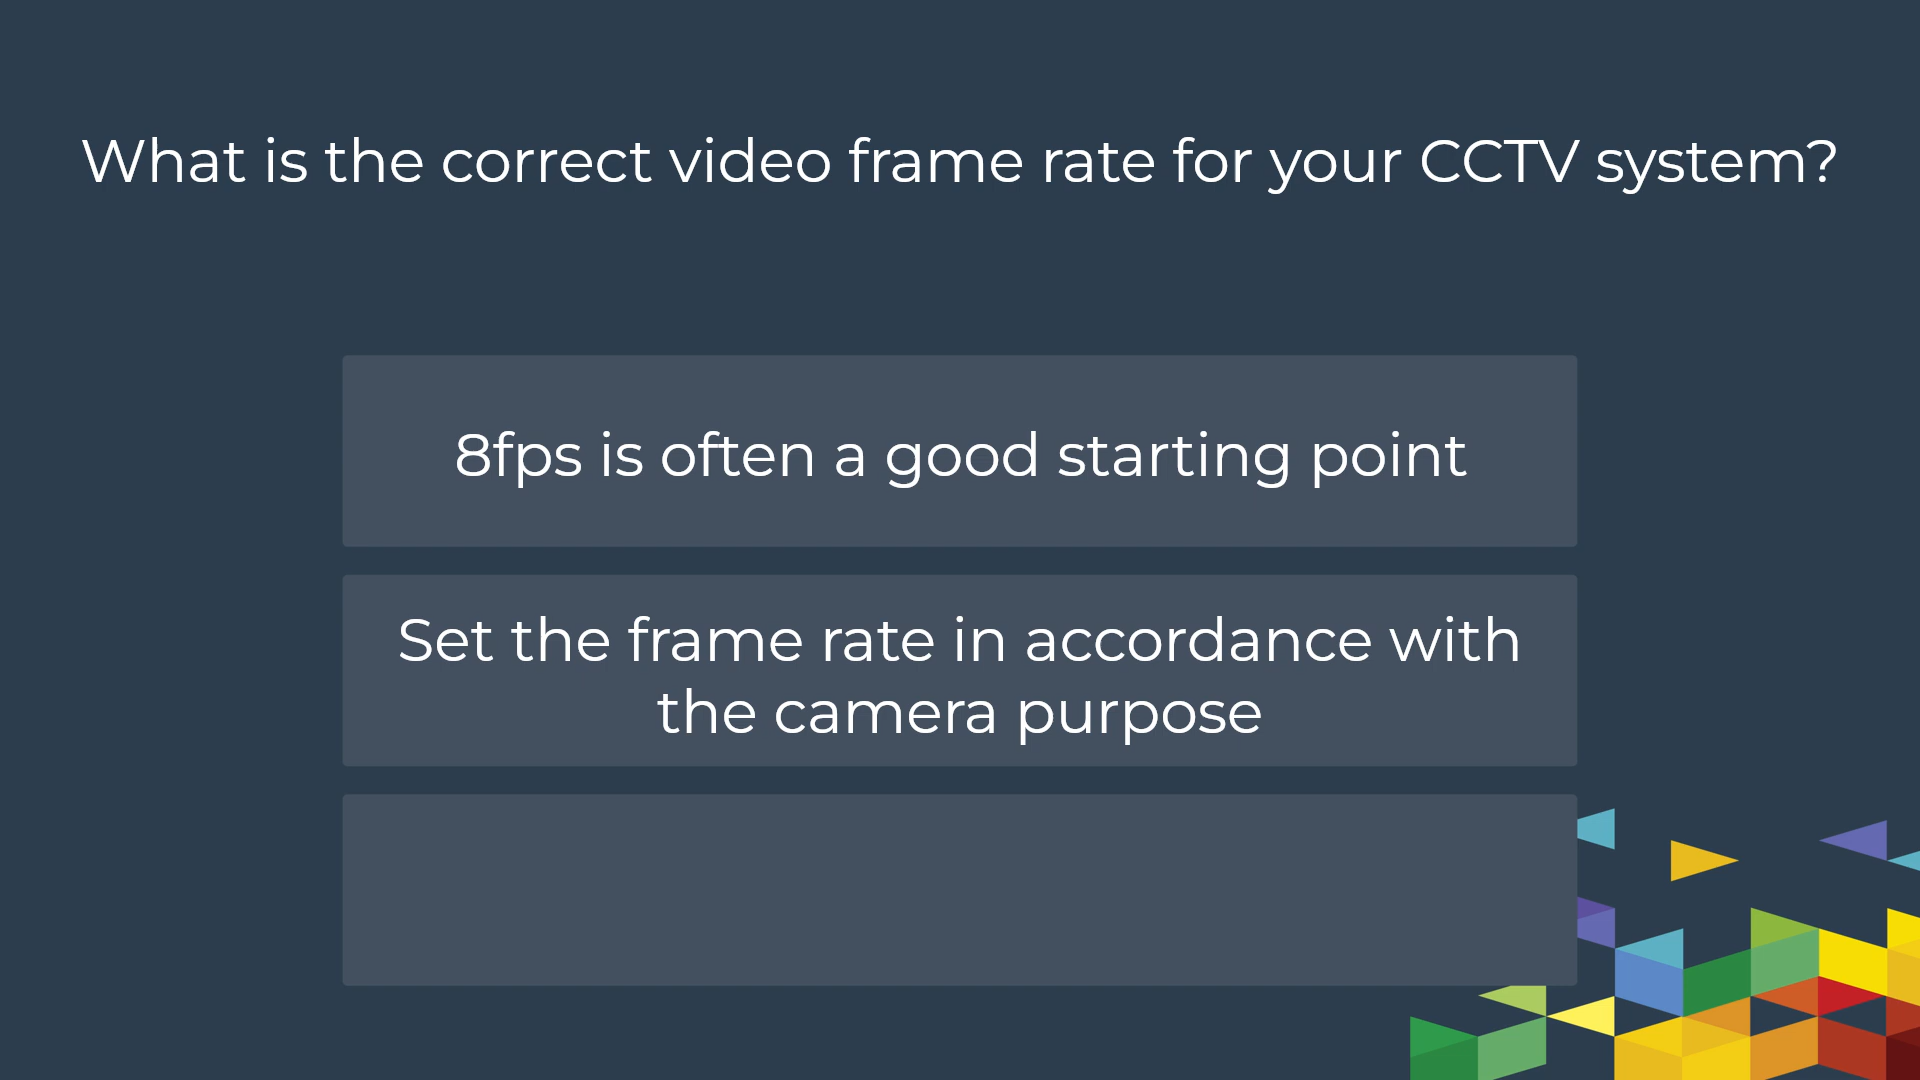 What is the correct video frame rate for your CCTV system?
8fps is often a good starting point
Set the frame rate in accordance with
the camera purpose